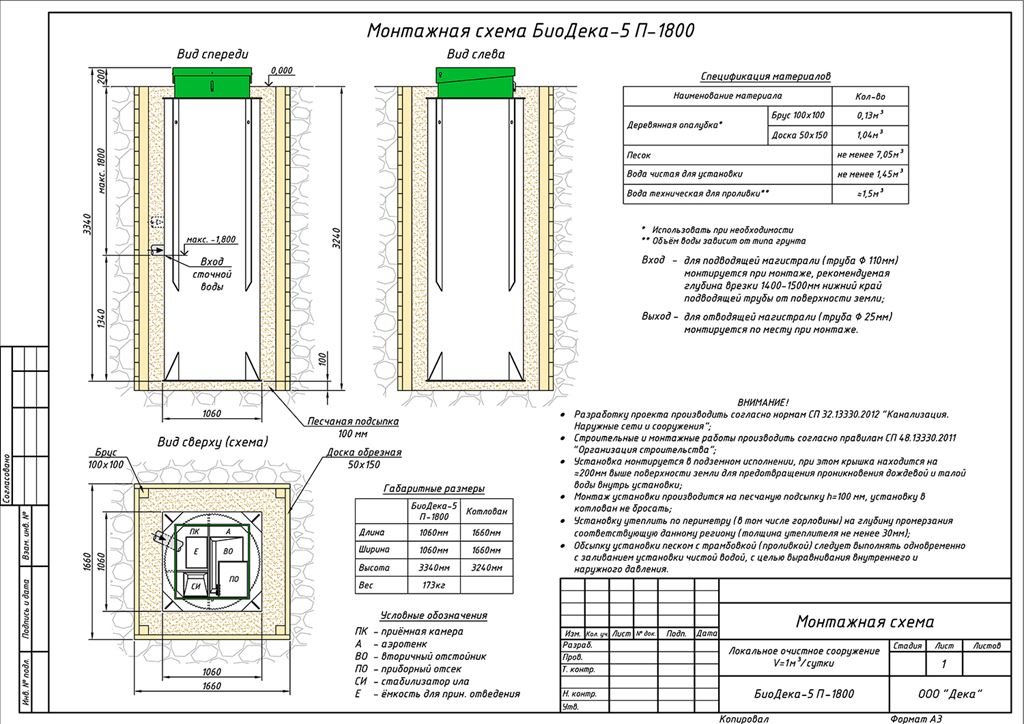 Монтажная схема БиоДека-5 П-1800
Вид спереди
Вид слева
0,000
200
макс. 1800
3340
1340
3240
100
макс. -1,800
Вход
сточной
воды
1060
Песчаная подсыпка
100 мм
Спецификация материалов
Наименование материала Кол-во
Деревянная опалубка* Брус 100х100 0,13м³
Доска 50х150 1,04м³
Песок не менее 7,05м³
Вода чистая для установки не менее 1,45м³
Вода техническая для проливки** ≈1,5м³
* Использовать при необходимости
** Объём воды зависит от типа грунта
Вход - для подводящей магистрали (труба Ф 110мм)
монтируется при монтаже, рекомендуемая
глубина врезки 1400-1500мм нижний край
подводящей трубы от поверхности земли;
Выход - для отводящей магистрали (труба Ф 25мм)
монтируется по месту при монтаже.
Вид сверху (схема)
Брус
100х100
Доска обрезная
50х150
ПК
А
Е
ВО
ПО
СИ
1660
1060
1060
1660
Габаритные размеры
БиоДека-5
П-1800 Котлован
Длина 1060мм 1660мм
Ширина 1060мм 1660мм
Высота 3340мм 3240мм
Вес 173кг
Условные обозначения
ПК - приёмная камера
А - аэротенк
ВО - вторичный отстойник
ПО - приборный отсек
СИ - стабилизатор ила
Е - ёмкость для прин. отведения
ВНИМАНИЕ!
• Разработку проекта производить согласно нормам СП 32.13330.2012 "Канализация.
Наружные сети и сооружения";
• Строительные и монтажные работы производить согласно правилам СП 48.13330.2011
"Организация строительства";
• Установка монтируется в подземном исполнении, при этом крышка находится на
≈200мм выше поверхности земли для предотвращения проникновения дождевой и талой
воды внутрь установки;
• Монтаж установки производится на песчаную подсыпку h=100 мм, установку в
котлован не бросать;
• Установку утеплить по периметру (в том числе горловины) на глубину промерзания
соответствующую данному региону (толщина утеплителя не менее 30мм);
• Обсыпку установки песком с трамбовкой (проливкой) следует выполнять одновременно
с заливанием установки чистой водой, с целью выравнивания внутреннего и
наружного давления.
Согласовано
Взам. инв. №
Подпись и дата
Инв. № подл.
Изм. Кол. уч. Лист № док. Подп. Дата
Разраб.
Пров.
Т. контр.
Н. контр.
Утв.
Монтажная схема
Локальное очистное сооружение
V=1м³/сутки
Стадия Лист Листов
1
БиоДека-5 П-1800
ООО "Дека"
Копировал Формат А3